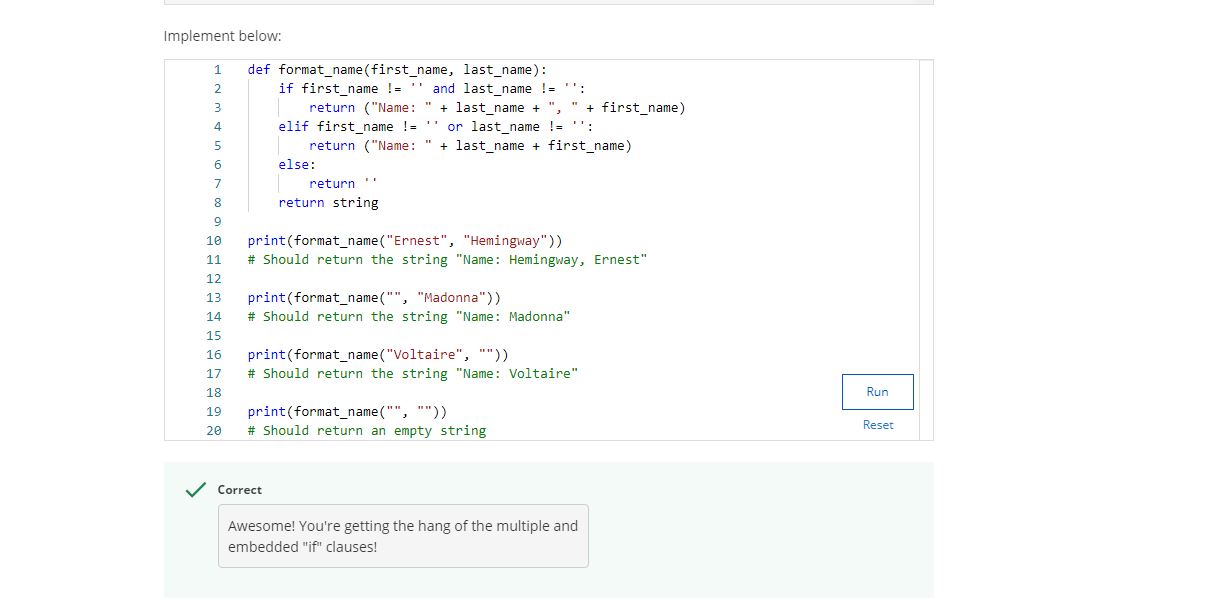 Implement below:
1 def format_name(first_name, last_name):
2     if first_name != '' and last_name != '':
3         return ("Name: " + last_name + ", " + first_name)
4     elif first_name != '' or last_name != '':
5         return ("Name: " + last_name + first_name)
6     else:
7         return ''
8     return string
9
10 print(format_name("Ernest", "Hemingway"))
11 # Should return the string "Name: Hemingway, Ernest"
12
13 print(format_name("", "Madonna"))
14 # Should return the string "Name: Madonna"
15
16 print(format_name("Voltaire", ""))
17 # Should return the string "Name: Voltaire"
18
19 print(format_name("", ""))
20 # Should return an empty string
Run
Reset
Correct
Awesome! You're getting the hang of the multiple and
embedded "if" clauses!